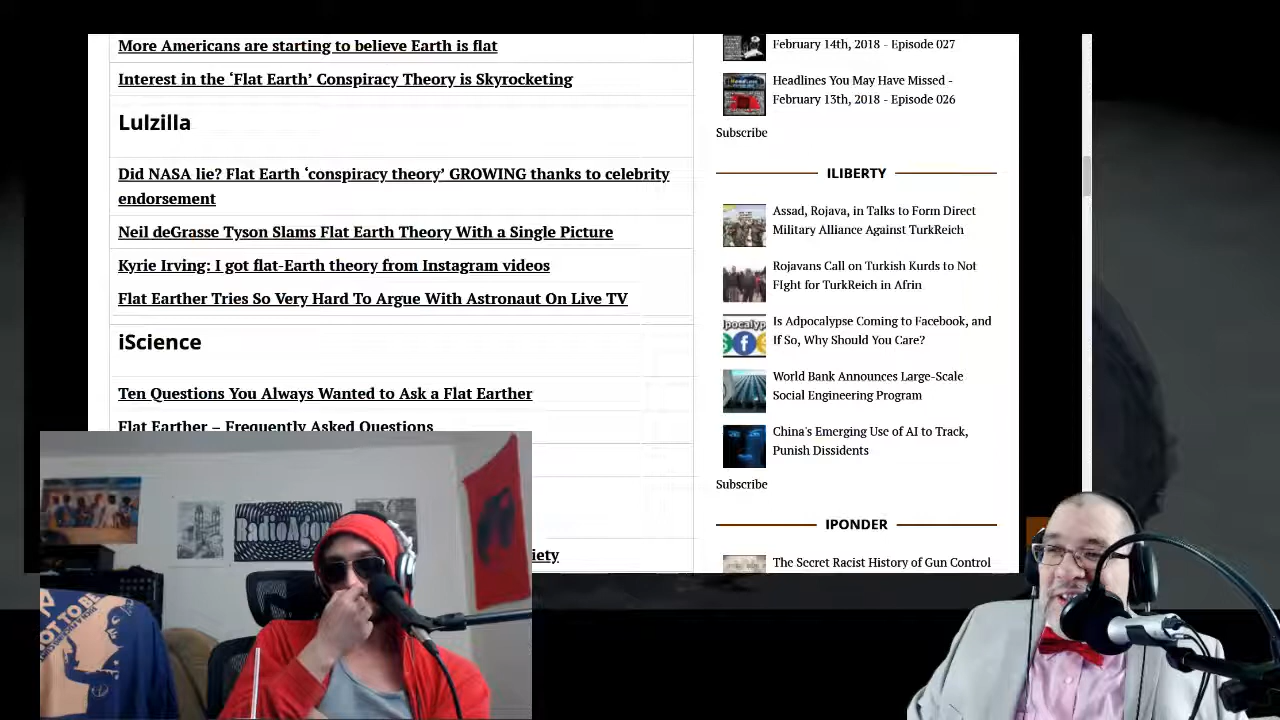 More Americans are starting to believe Earth is flat
Interest in the ‘Flat Earth’ Conspiracy Theory is Skyrocketing
Lulzilla
Did NASA lie? Flat Earth ‘conspiracy theory’ GROWING thanks to celebrity
endorsement
Neil deGrasse Tyson Slams Flat Earth Theory With a Single Picture
Kyrie Irving: I got flat-Earth theory from Instagram videos
Flat Earther Tries So Very Hard To Argue With Astronaut On Live TV
iScience
Ten Questions You Always Wanted to Ask a Flat Earther
Flat Earther – Frequently Asked Questions
iety
February 14th, 2018 - Episode 027
Headlines You May Have Missed -
February 13th, 2018 - Episode 026
Subscribe
ILIBERTY
Assad, Rojava, in Talks to Form Direct
Military Alliance Against TurkReich
Rojavans Call on Turkish Kurds to Not
FIght for TurkReich in Afrin
Is Adpocalypse Coming to Facebook, and
If So, Why Should You Care?
World Bank Announces Large-Scale
Social Engineering Program
China's Emerging Use of AI to Track,
Punish Dissidents
Subscribe
IPONDER
The Secret Racist History of Gun Control